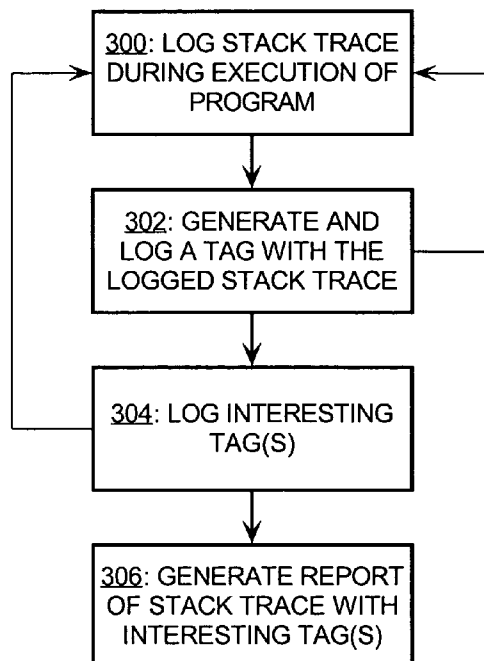 300: LOG STACK TRACE
DURING EXECUTION OF
PROGRAM
302: GENERATE AND
LOG A TAG WITH THE
LOGGED STACK TRACE
304: LOG INTERESTING
TAG(S)
306: GENERATE REPORT
OF STACK TRACE WITH
INTERESTING TAG(S)